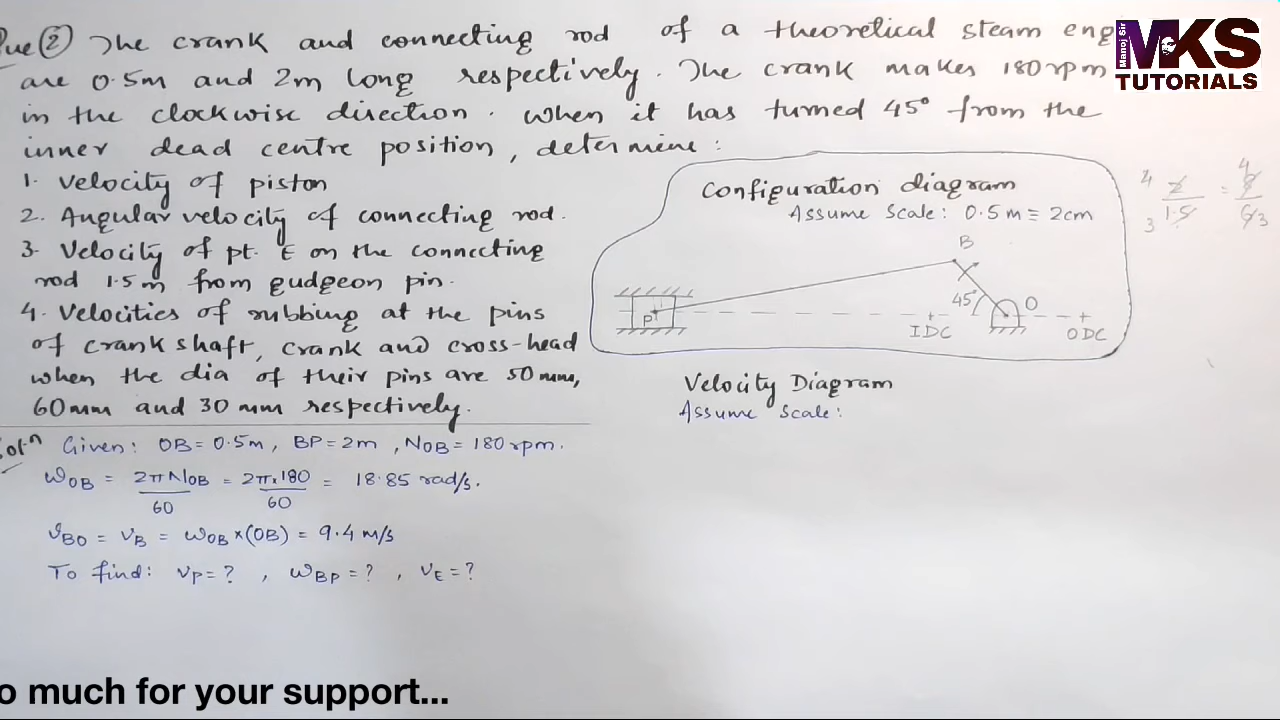 Que ② The crank and connecting rod of a theoretical steam eng
are 0.5m and 2m long respectively. The crank makes 180 rpm
in the clockwise direction. When it has turned 45° from the
inner dead centre position, determine:
1. Velocity of piston
2. Angular velocity of connecting rod.
3. Velocity of pt. E on the connecting
rod 1.5m from gudgeon pin.
4. Velocities of rubbing at the pins
of crank shaft, crank and cross-head
when the dia of their pins are 50mm,
60mm and 30 mm respectively.
Solⁿ Given: OB = 0.5m, BP = 2m, NOB = 180 rpm.
ωOB = 2πNOB/60 = 2π×180/60 = 18.85 rad/s.
VBO = VB = ωOB×(OB) = 9.4 m/s
To find: VP = ?, ωBP = ?, VE = ?
Configuration diagram
Assume Scale: 0.5 m ≡ 2cm
B
45°
O
P
IDC
ODC
Velocity Diagram
Assume Scale:
Manoj Sir
MKS
TUTORIALS
o much for your support...